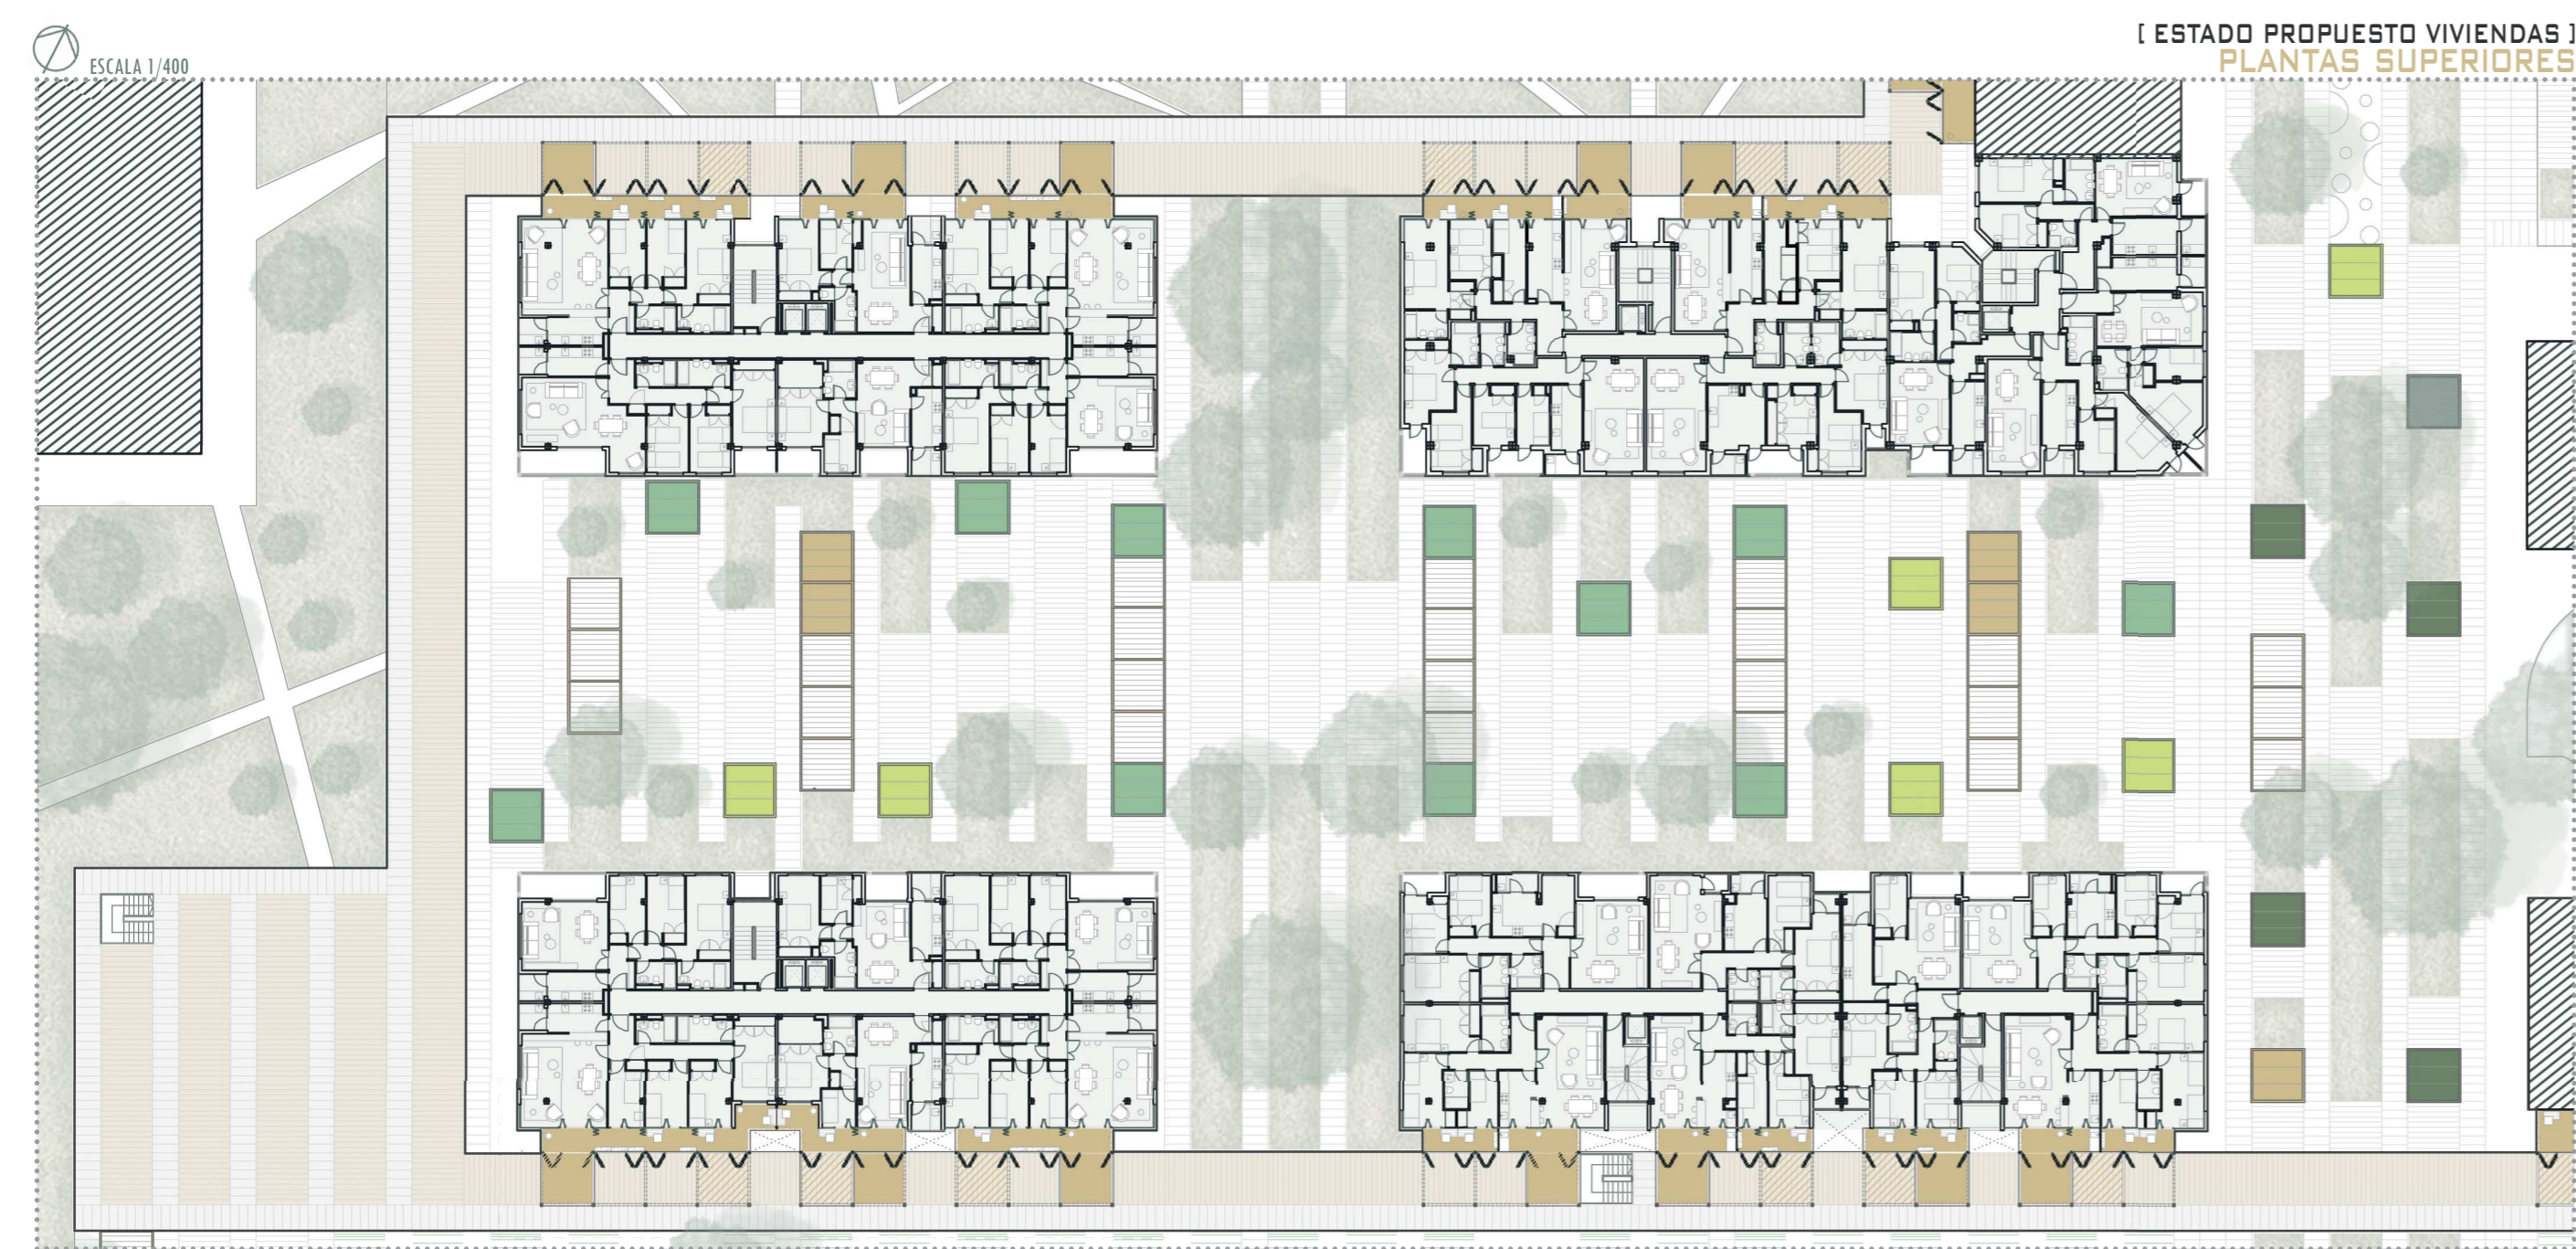 ESCALA 1/400
[ ESTADO PROPUESTO VIVIENDAS ]
PLANTAS SUPERIORES